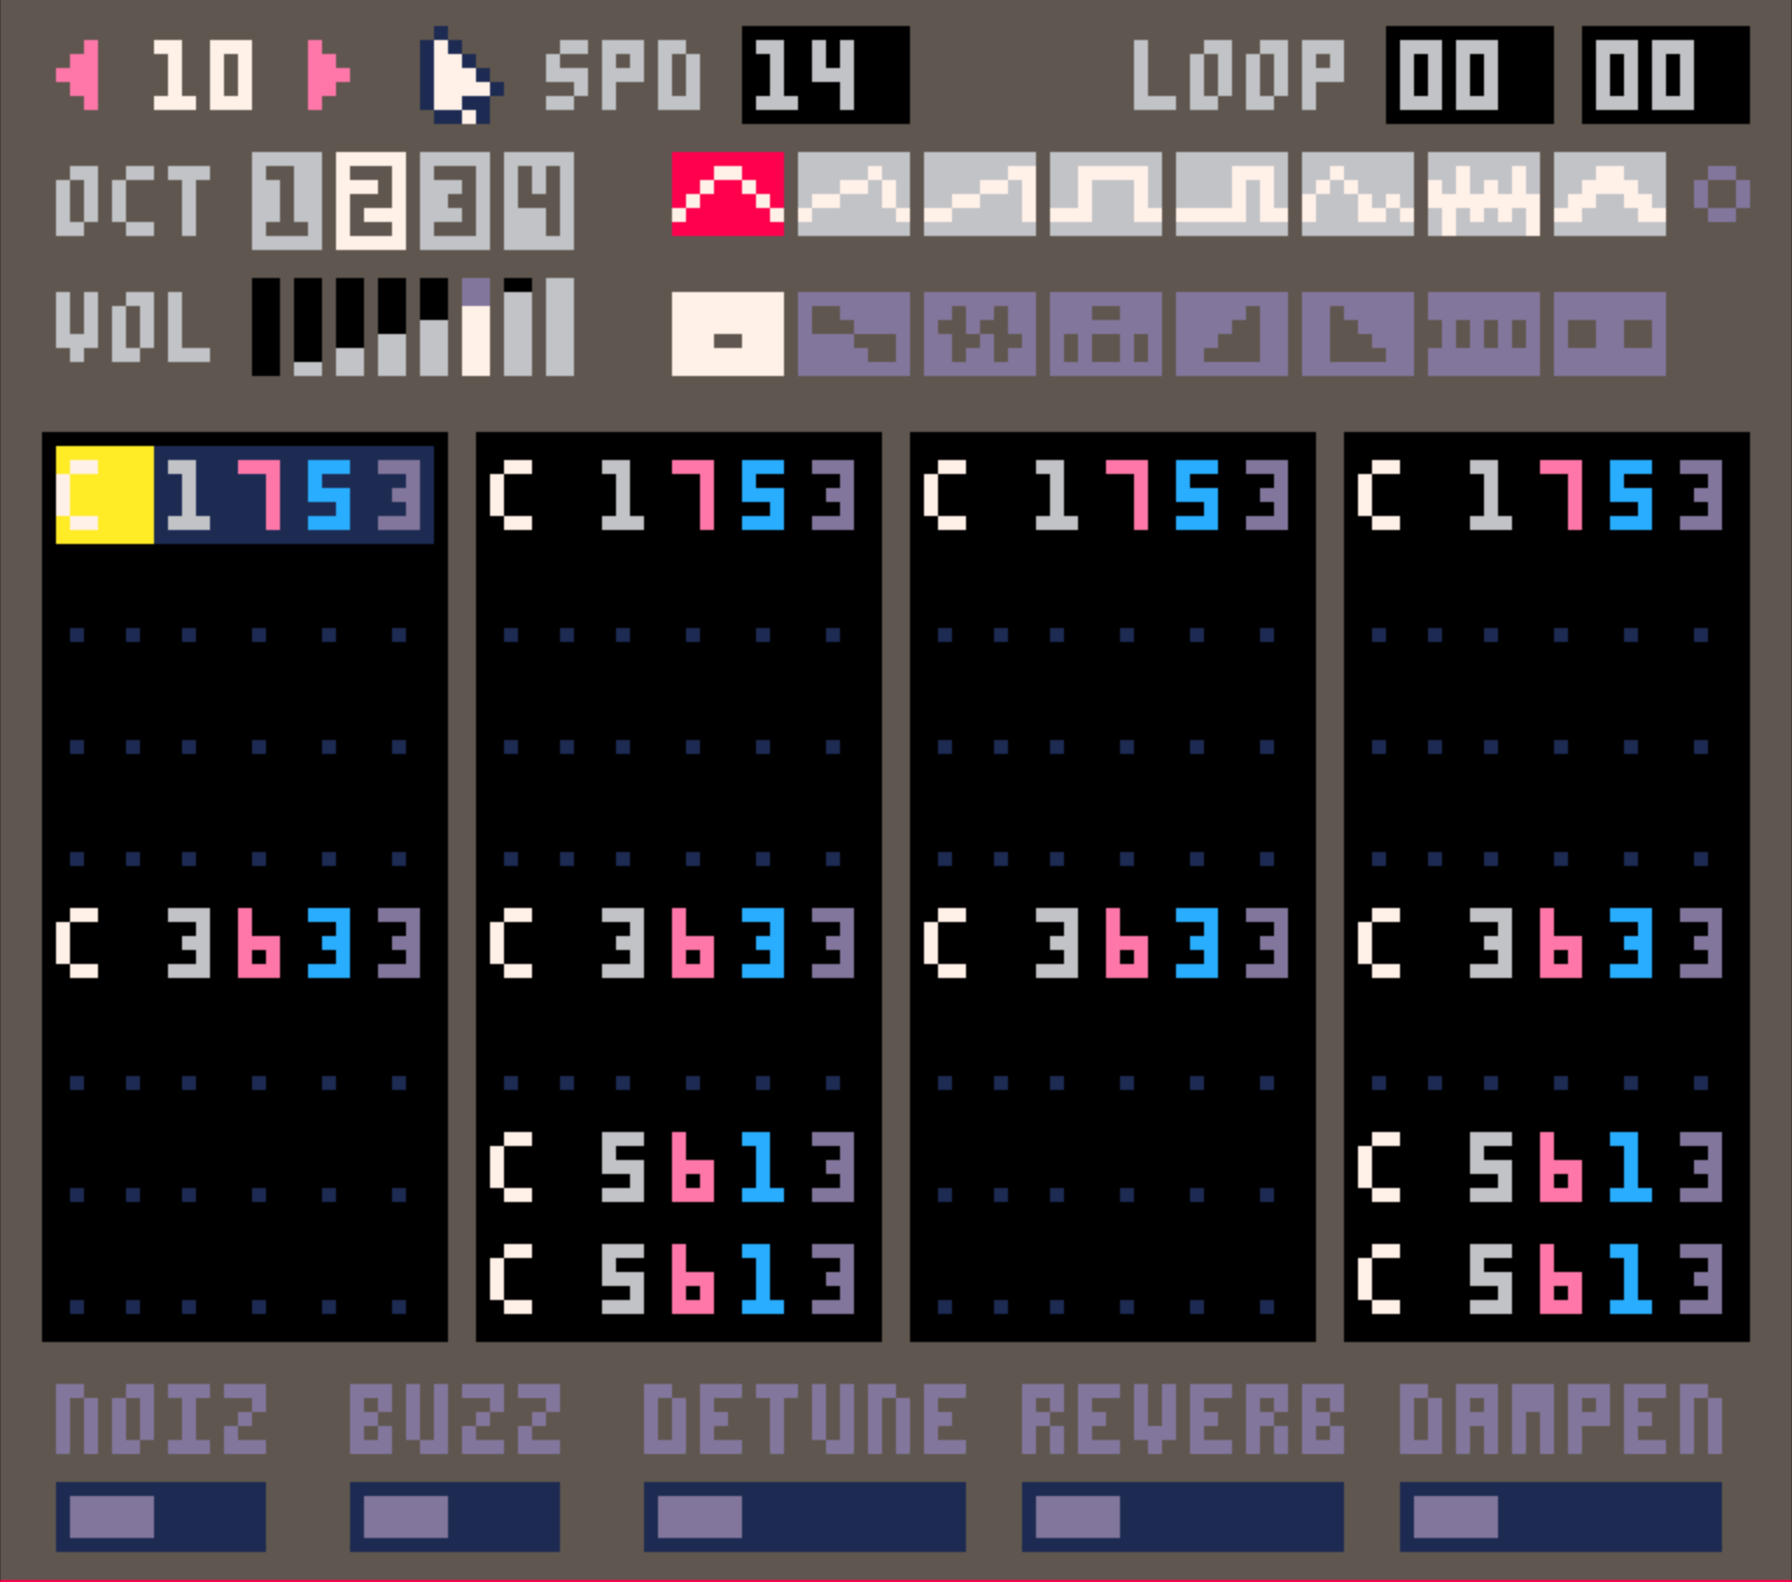 10 SPD 14 LOOP 00 00
OCT 1 2 3 4
VOL
C 1 7 5 3 C 1 7 5 3 C 1 7 5 3 C 1 7 5 3
C 3 6 3 3 C 3 6 3 3 C 3 6 3 3 C 3 6 3 3
C 5 6 1 3 C 5 6 1 3
C 5 6 1 3 C 5 6 1 3
NOIZ BUZZ DETUNE REVERB DAMPEN